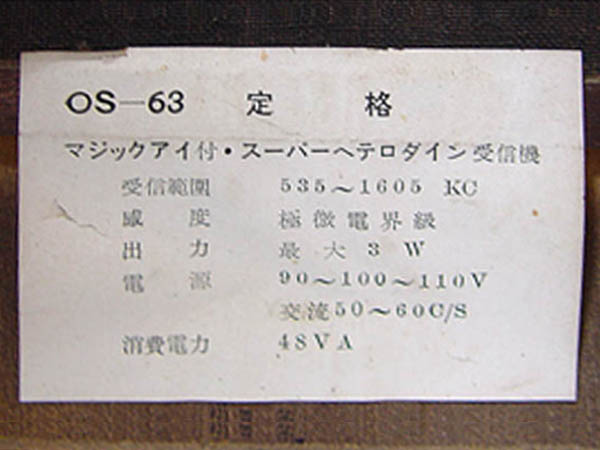 OS—63 定格
マジックアイ付・スーパーヘテロダイン受信機
受信範囲 535～1605 KC
感度 極微電界級
出力 最大 3 W
電源 90～100～110V
交流50～60C/S
消費電力 48VA